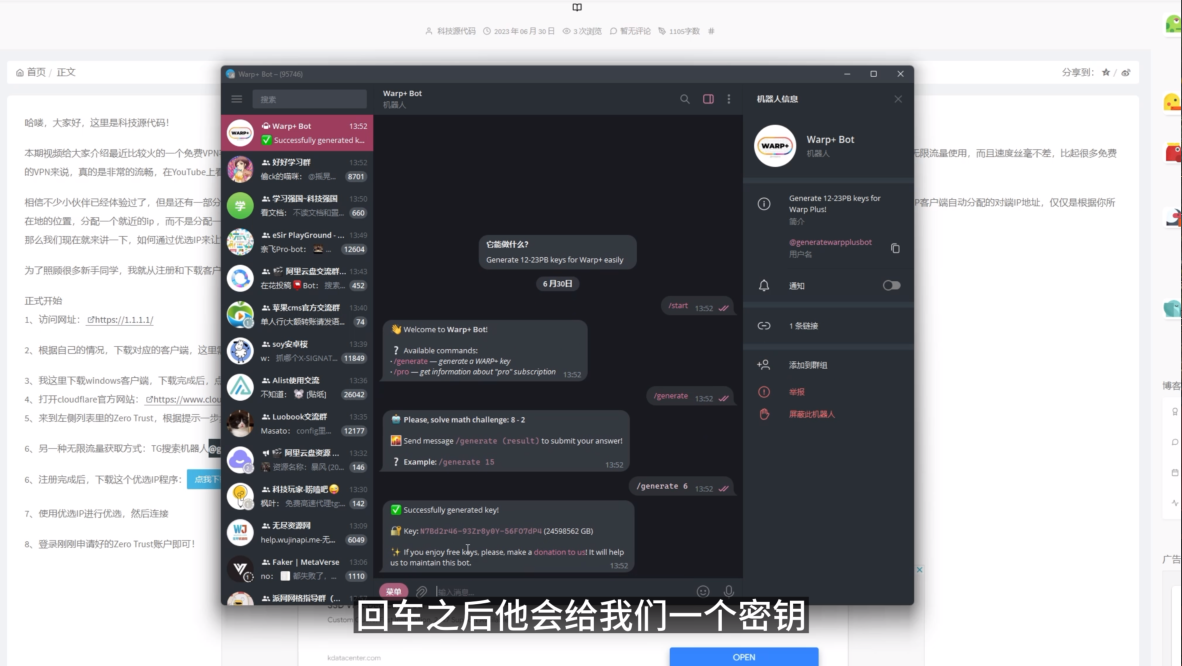 科技源代码 2023 年 06 月 30 日 3 次浏览 暂无评论 1105字数 #
首页 / 正文
分享到： /
哈喽，大家好，这里是科技源代码！
本期视频给大家介绍最近比较火的一个免费VPN
无限流量使用，而且速度丝毫不差，比起很多免费
的VPN来说，真的是非常的流畅，在YouTube上看
相信不少小伙伴已经体验过了，但是还有一部分
P客户端自动分配的对端IP地址，仅仅是根据你所
在地的位置，分配一个就近的Ip ，而不是分配一
那么我们现在就来讲一下，如何通过优选IP来让
为了照顾很多新手同学，我就从注册和下载客户
正式开始
1、访问网址： https://1.1.1.1/
2、根据自己的情况，下载对应的客户端，这里
3、我这里下载windows客户端，下载完成后，点
4、打开cloudflare官方网站： https://www.clou
5、来到左侧列表里的Zero Trust，根据提示一步
6、另一种无限流量获取方式：TG搜索机器人@g
6、注册完成后，下载这个优选IP程序： 点我下
7、使用优选IP进行优选，然后连接
8、登录刚刚申请好的Zero Trust账户即可！
Warp+ Bot – (95746)
搜索
WARP+
Warp+ Bot 13:52
Successfully generated k...
好好学习群 13:52
偷ck的喵咪： @摇晃... 8701
学
学习强国-科技强国 13:50
看文档： 不读文档和置... 660
eSir PlayGround - ... 13:49
奈飞Pro-bot： 12604
阿里云盘交流群... 13:43
在花投稿 Bot： 搜索... 452
苹果cms官方交流群 13:40
单人行(大额转账请发语... 74
soy安卓桜 13:39
w： 抓哪个X-SIGNAT... 11849
Alist使用交流 13:36
不知道： [贴纸] 26042
Luobook交流群 13:35
Masato： config里... 12177
阿里云盘资源 ... 13:32
资源名称：暴风 (20... 146
科技玩家-唠嗑吧 13:30
枫叶： 免费高速代理tg... 142
WJ
无尽资源网 13:09
help.wujinapi.me-无... 6049
Faker | MetaVerse 13:06
no： 都失败了，... 1110
派网网格指导群（...
Warp+ Bot
机器人
它能做什么？
Generate 12-23PB keys for Warp+ easily
6 月30日
/start 13:52
Welcome to Warp+ Bot!
? Available commands:
· /generate — generate a WARP+ key
· /pro — get information about "pro" subscription
13:52
/generate 13:52
Please, solve math challenge: 8 - 2
Send message /generate (result) to submit your answer!
? Example: /generate 15
13:52
/generate 6 13:52
Successfully generated key!
Key: N7Bd2r46-93Zr8y0Y-56FO7dP4 (24598562 GB)
If you enjoy free keys, please, make a donation to us! It will help
us to maintain this bot.
13:52
菜单 输入消息...
机器人信息
WARP+
Warp+ Bot
机器人
Generate 12-23PB keys for
Warp Plus!
简介
@generatewarpplusbot
用户名
通知
1 条链接
添加到群组
举报
屏蔽此机器人
博客
广告
回车之后他会给我们一个密钥
kdatacenter.com
OPEN